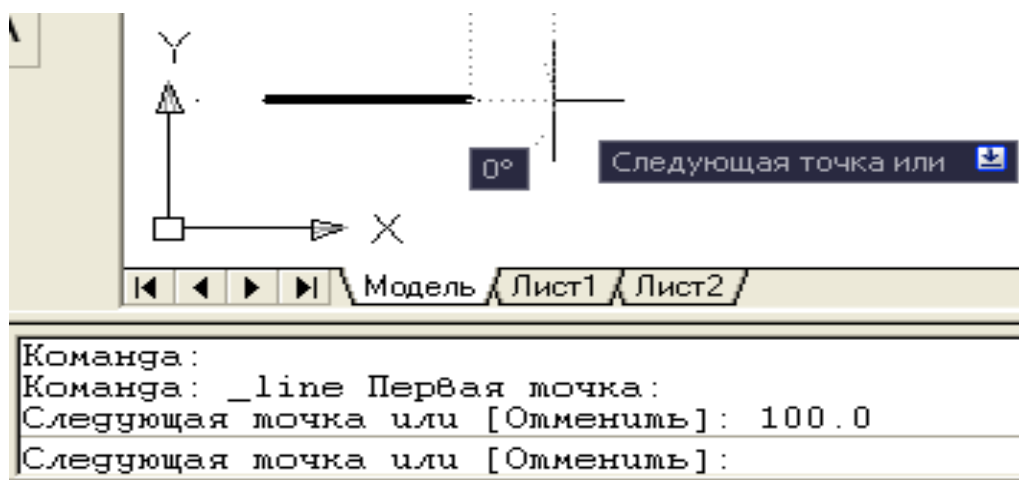 Y
0°
Следующая точка или
X
Модель Лист1 Лист2
Команда:
Команда: _line Первая точка:
Следующая точка или [Отменить]: 100.0
Следующая точка или [Отменить]: